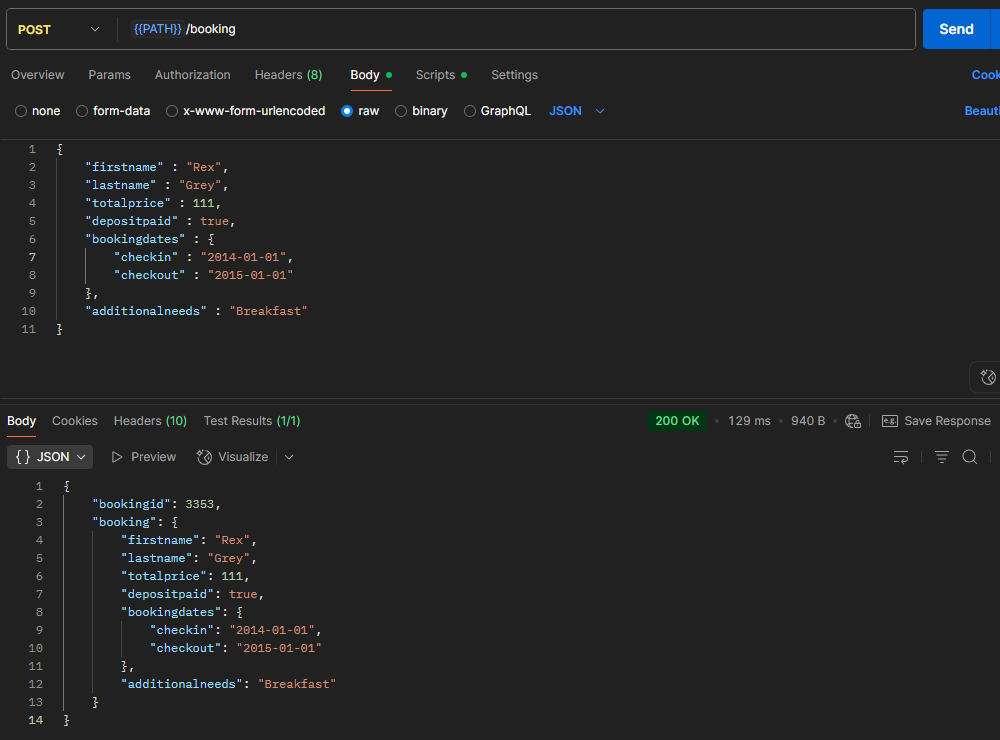 POST {{PATH}} /booking Send
Overview Params Authorization Headers (8) Body Scripts Settings Cook
none form-data x-www-form-urlencoded raw binary GraphQL JSON Beauti
1 {
2 "firstname" : "Rex",
3 "lastname" : "Grey",
4 "totalprice" : 111,
5 "depositpaid" : true,
6 "bookingdates" : {
7 "checkin" : "2014-01-01",
8 "checkout" : "2015-01-01"
9 },
10 "additionalneeds" : "Breakfast"
11 }
Body Cookies Headers (10) Test Results (1/1) 200 OK • 129 ms • 940 B • e.g. Save Response
{} JSON Preview Visualize
1 {
2 "bookingid": 3353,
3 "booking": {
4 "firstname": "Rex",
5 "lastname": "Grey",
6 "totalprice": 111,
7 "depositpaid": true,
8 "bookingdates": {
9 "checkin": "2014-01-01",
10 "checkout": "2015-01-01"
11 },
12 "additionalneeds": "Breakfast"
13 }
14 }